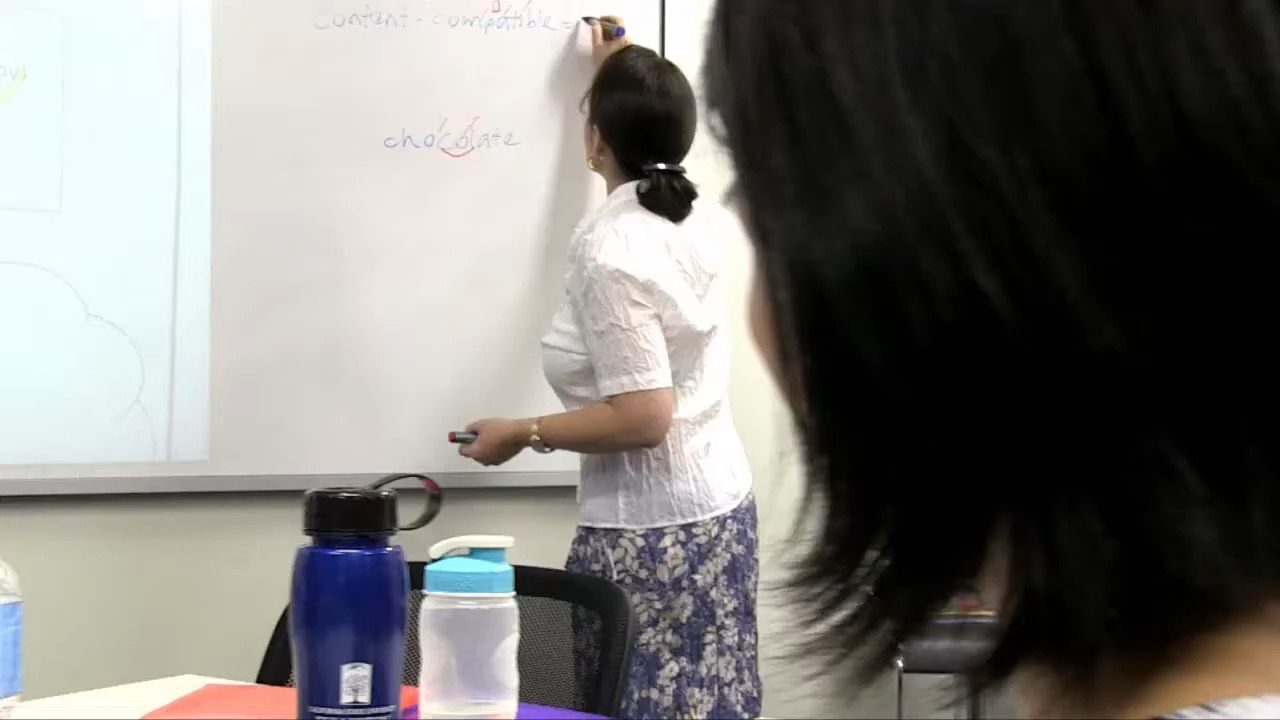 Content - compatible =
chocolate